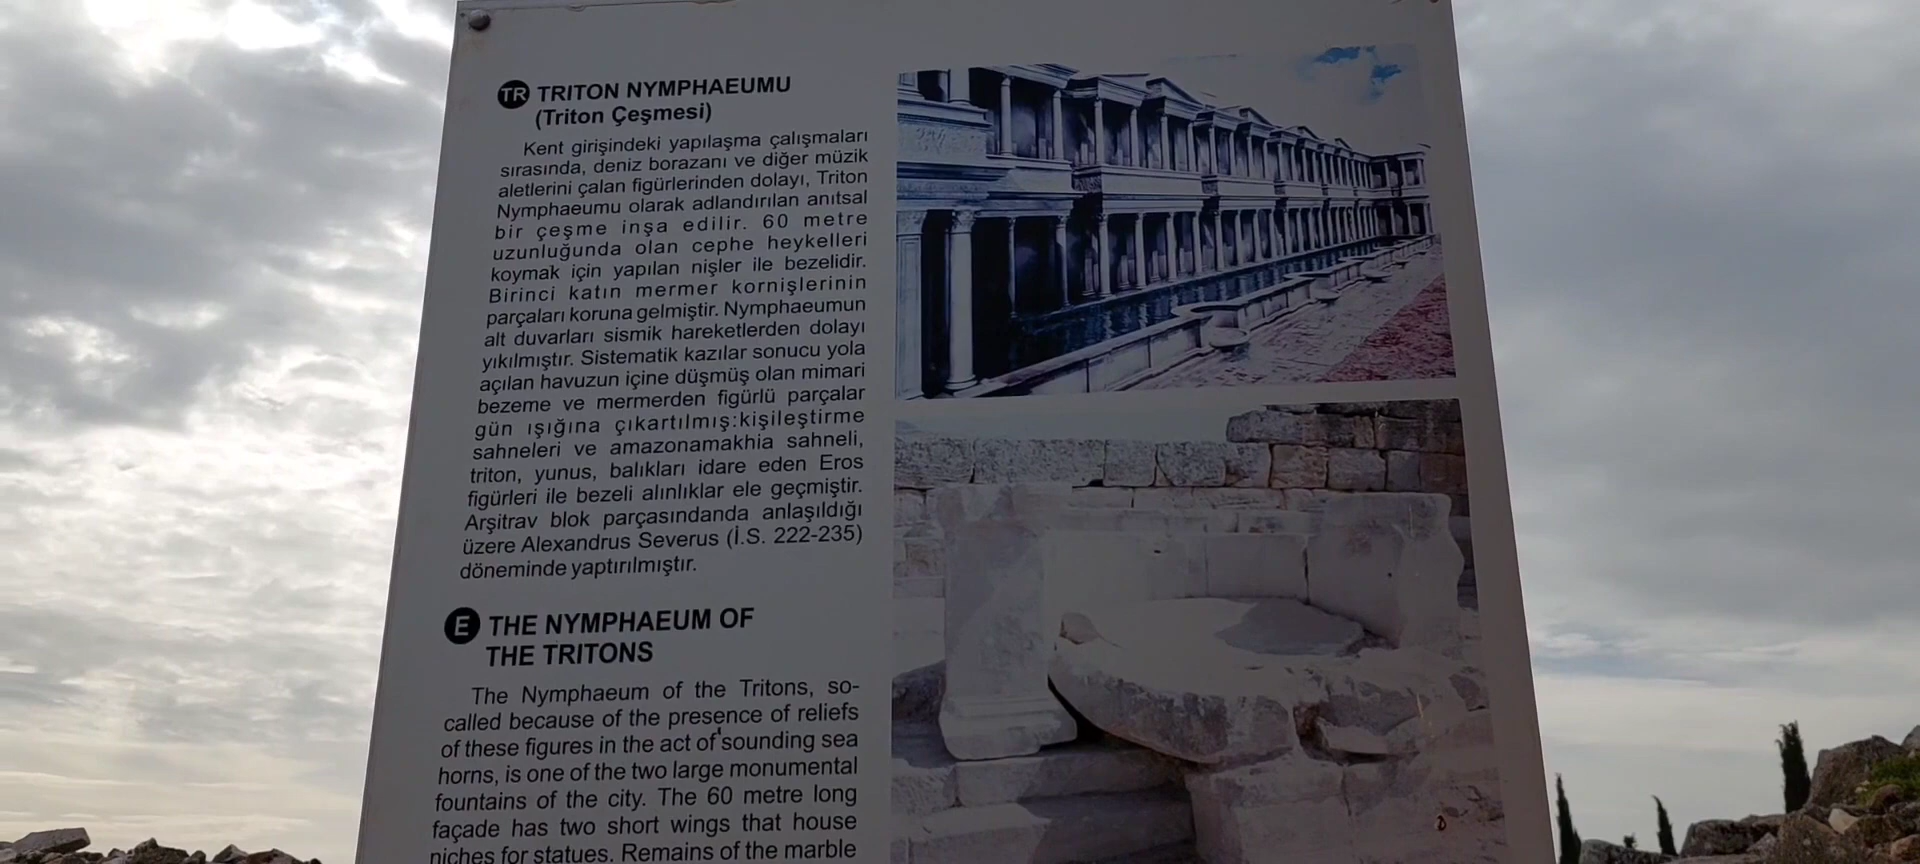 TR TRITON NYMPHAEUMU
(Triton Çeşmesi)
Kent girişindeki yapılaşma çalışmaları
sırasında, deniz borazanı ve diğer müzik
aletlerini çalan figürlerinden dolayı, Triton
Nymphaeumu olarak adlandırılan anıtsal
bir çeşme inşa edilir. 60 metre
uzunluğunda olan cephe heykelleri
koymak için yapılan nişler ile bezelidir.
Birinci katın mermer kornişlerinin
parçaları koruna gelmiştir. Nymphaeumun
alt duvarları sismik hareketlerden dolayı
yıkılmıştır. Sistematik kazılar sonucu yola
açılan havuzun içine düşmüş olan mimari
bezeme ve mermerden figürlü parçalar
gün ışığına çıkartılmış:kişileştirme
sahneleri ve amazonamakhia sahneli,
triton, yunus, balıkları idare eden Eros
figürleri ile bezeli alınlıklar ele geçmiştir.
Arşitrav blok parçasındanda anlaşıldığı
üzere Alexandrus Severus (İ.S. 222-235)
döneminde yaptırılmıştır.
E THE NYMPHAEUM OF
THE TRITONS
The Nymphaeum of the Tritons, so-
called because of the presence of reliefs
of these figures in the act of sounding sea
horns, is one of the two large monumental
fountains of the city. The 60 metre long
façade has two short wings that house
niches for statues. Remains of the marble